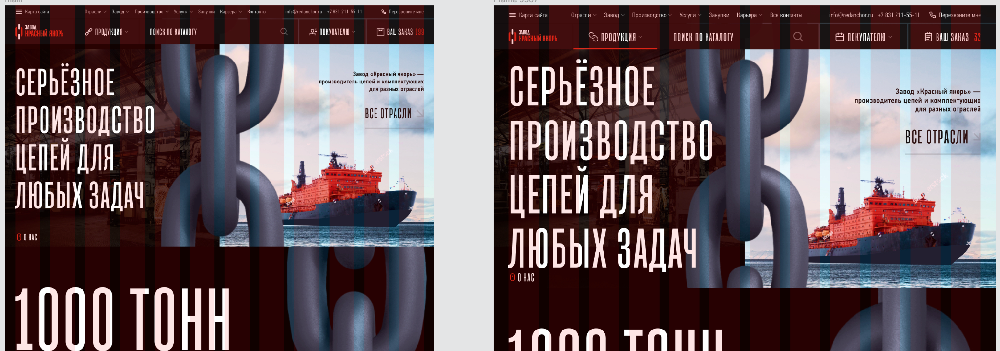 main
Карта сайта
Отрасли Завод Производство Услуги Закупки Карьера Контакты
info@redanchor.ru +7 831 211-55-11
Перезвоните мне
ЗАВОД
КРАСНЫЙ ЯКОРЬ
ПРОДУКЦИЯ
ПОИСК ПО КАТАЛОГУ
ПОКУПАТЕЛЮ
ВАШ ЗАКАЗ 999
СЕРЬЁЗНОЕ
ПРОИЗВОДСТВО
ЦЕПЕЙ ДЛЯ
ЛЮБЫХ ЗАДАЧ
Завод «Красный якорь» —
производитель цепей и комплектующих
для разных отраслей
ВСЕ ОТРАСЛИ
О НАС
1000 ТОНН
Frame 3587
Карта сайта
Отрасли Завод Производство Услуги Закупки Карьера Все контакты
info@redanchor.ru +7 831 211-55-11
Перезвоните мне
ЗАВОД
КРАСНЫЙ ЯКОРЬ
ПРОДУКЦИЯ
ПОИСК ПО КАТАЛОГУ
ПОКУПАТЕЛЮ
ВАШ ЗАКАЗ 32
СЕРЬЁЗНОЕ
ПРОИЗВОДСТВО
ЦЕПЕЙ ДЛЯ
ЛЮБЫХ ЗАДАЧ
Завод «Красный якорь» —
производитель цепей и комплектующих
для разных отраслей
ВСЕ ОТРАСЛИ
О НАС
1000 ТОНН